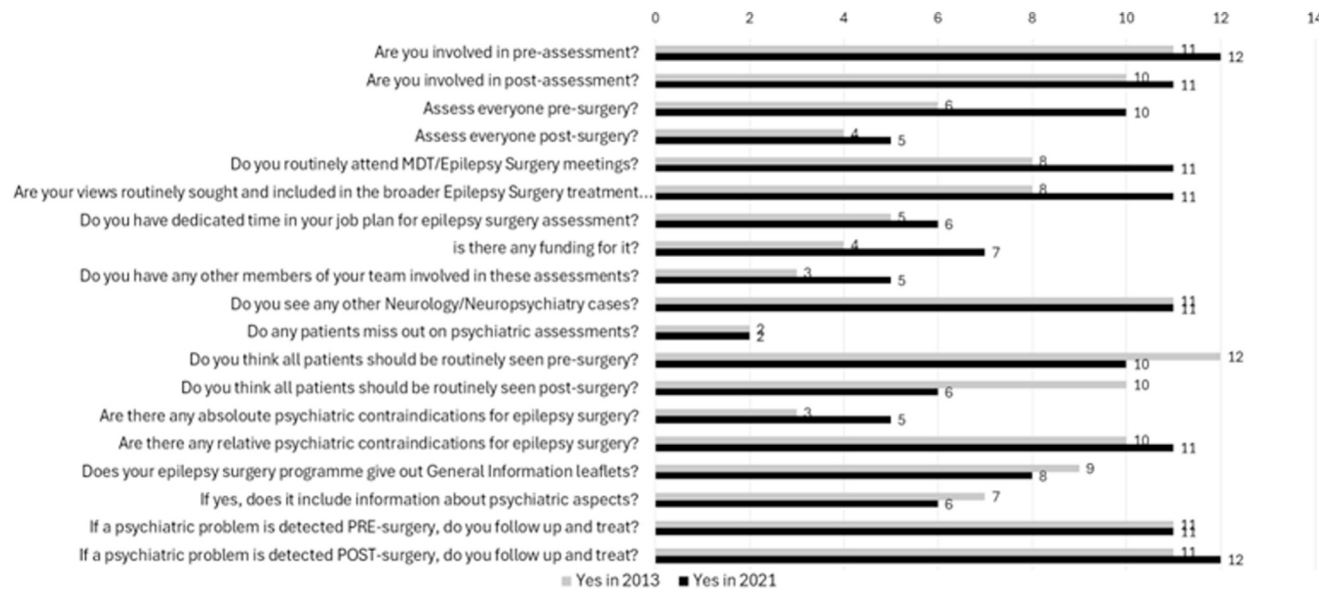 0 2 4 6 8 10 12 14
Are you involved in pre-assessment? 11 12
Are you involved in post-assessment? 10 11
Assess everyone pre-surgery? 6 10
Assess everyone post-surgery? 4 5
Do you routinely attend MDT/Epilepsy Surgery meetings? 8 11
Are your views routinely sought and included in the broader Epilepsy Surgery treatment... 8 11
Do you have dedicated time in your job plan for epilepsy surgery assessment? 5 6
is there any funding for it? 4 7
Do you have any other members of your team involved in these assessments? 3 5
Do you see any other Neurology/Neuropsychiatry cases? 11 11
Do any patients miss out on psychiatric assessments? 2 2
Do you think all patients should be routinely seen pre-surgery? 12 10
Do you think all patients should be routinely seen post-surgery? 10 6
Are there any absoloute psychiatric contraindications for epilepsy surgery? 3 5
Are there any relative psychiatric contraindications for epilepsy surgery? 10 11
Does your epilepsy surgery programme give out General Information leaflets? 9 8
If yes, does it include information about psychiatric aspects? 7 6
If a psychiatric problem is detected PRE-surgery, do you follow up and treat? 11 11
If a psychiatric problem is detected POST-surgery, do you follow up and treat? 11 12
Yes in 2013 Yes in 2021